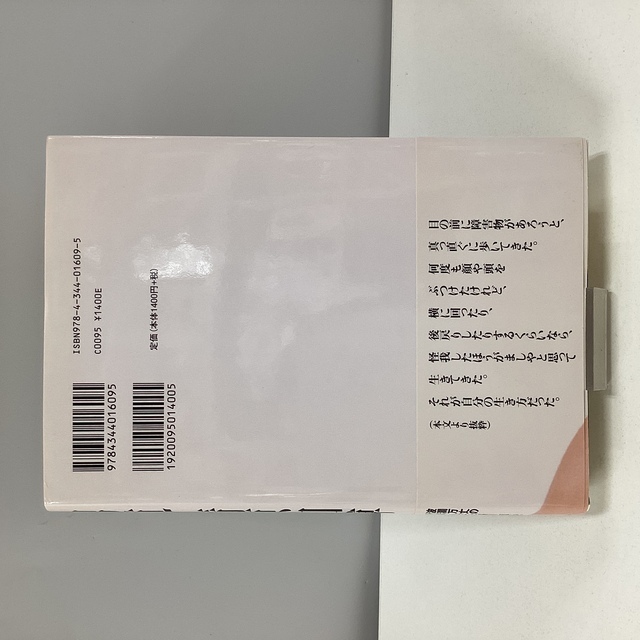 ISBN978-4-344-01609-5
C0095 ¥1400E
定価(本体1400円+税)
9784344016095
1920095014005
目の前に障害物があろうと、
真っ直ぐに歩いてきた。
何度も顔や頭を
ぶつけたけれど、
横に回ったり、
後戻りしたりするくらいなら、
怪我したほうがましやと思って
生きてきた。
それが自分の生き方だった。
(本文より抜粋)